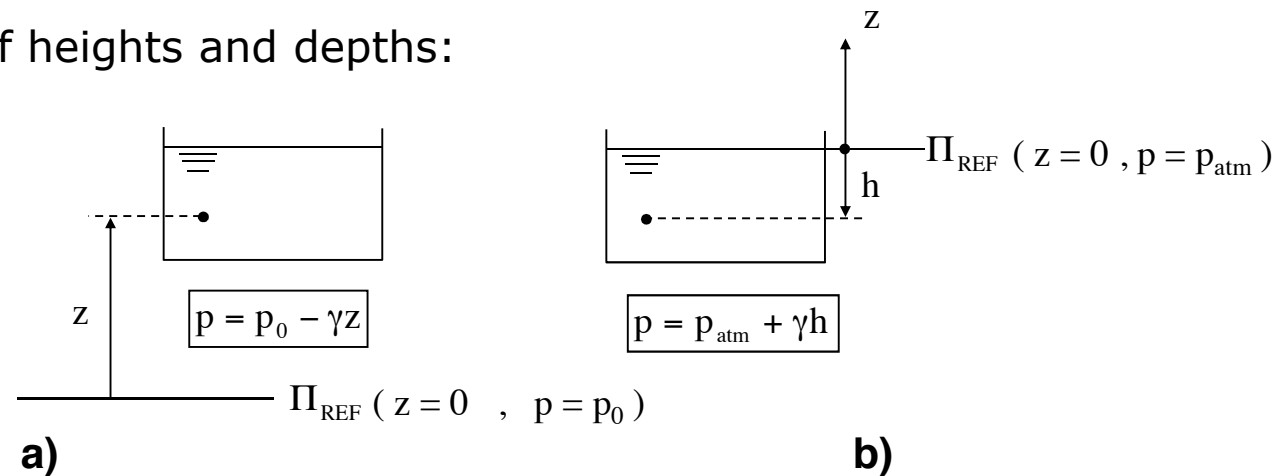 f heights and depths:
z
Π_REF ( z = 0 , p = p_atm )
h
z
p = p_0 − γz
p = p_atm + γh
Π_REF ( z = 0 , p = p_0 )
a)
b)